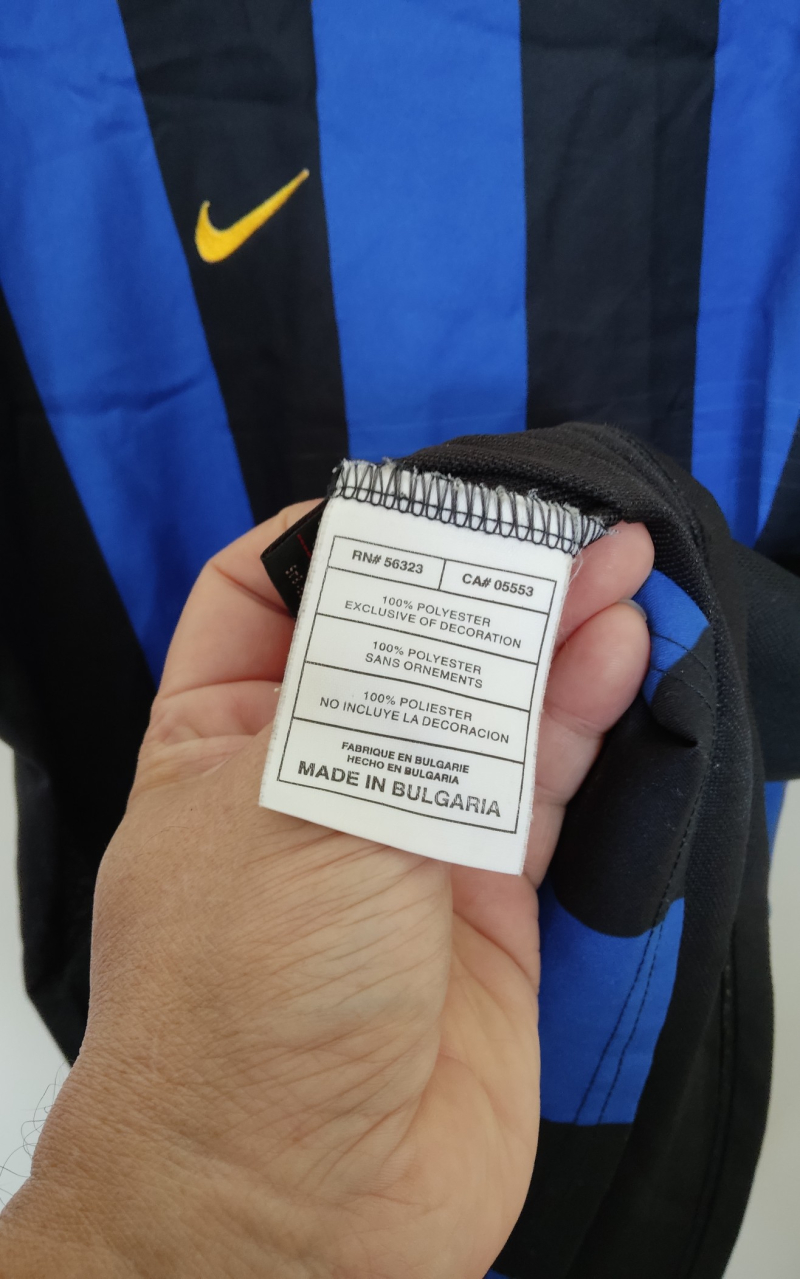 RN# 56323
CA# 05553
100% POLYESTER
EXCLUSIVE OF DECORATION
100% POLYESTER
SANS ORNEMENTS
100% POLIESTER
NO INCLUYE LA DECORACION
FABRIQUE EN BULGARIE
HECHO EN BULGARIA
MADE IN BULGARIA